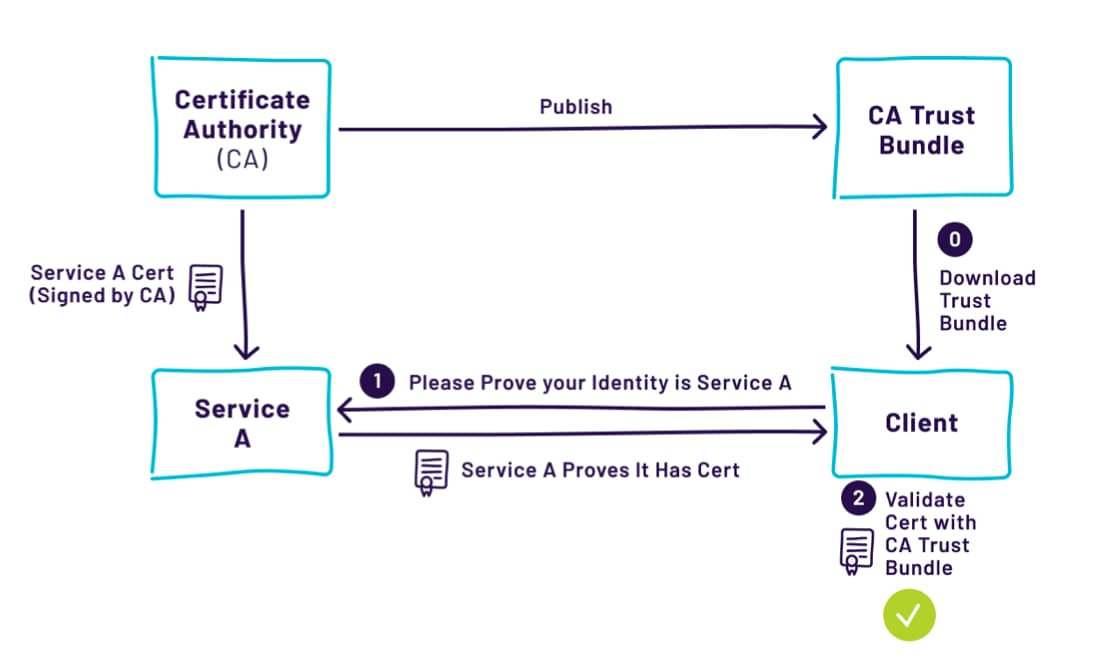 Certificate
Authority
(CA)
Publish
CA Trust
Bundle
Service A Cert
(Signed by CA)
0
Download
Trust
Bundle
1
Please Prove your Identity is Service A
Service
A
Client
Service A Proves It Has Cert
2
Validate
Cert with
CA Trust
Bundle